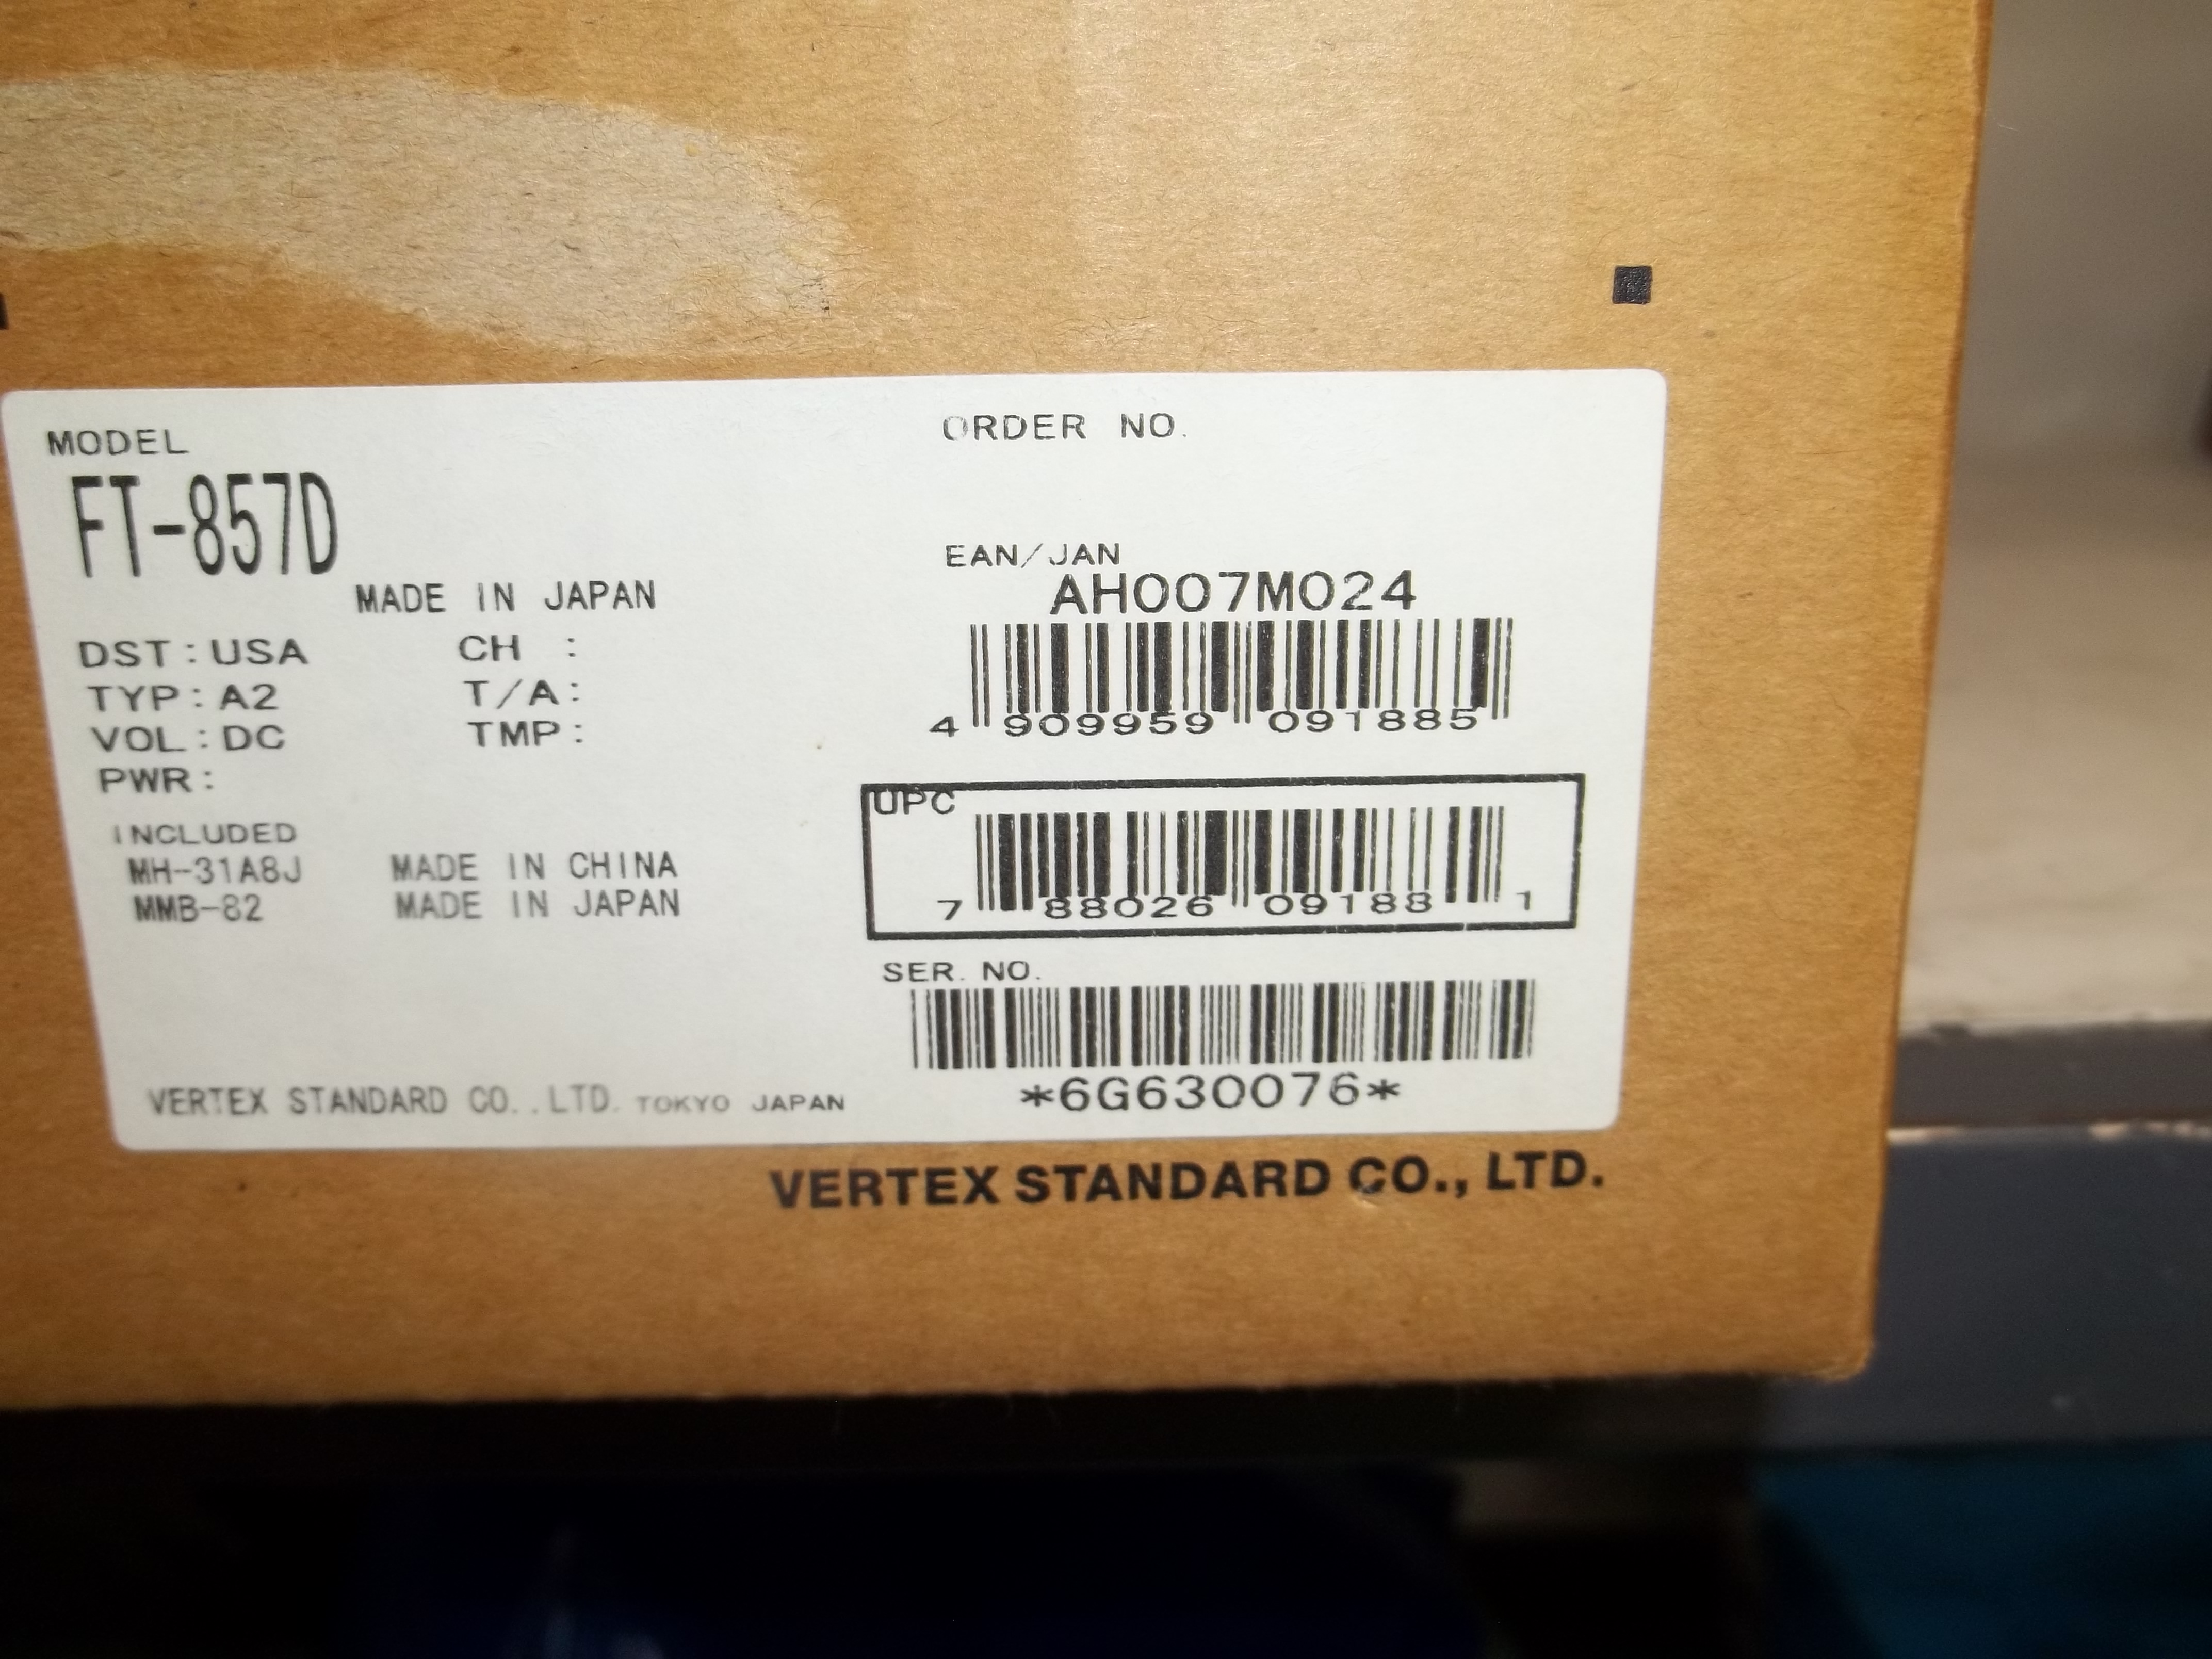 MODEL
FT-857D
MADE IN JAPAN
DST: USA CH :
TYP: A2 T/A:
VOL: DC TMP:
PWR:
INCLUDED
MH-31A8J MADE IN CHINA
MMB-82 MADE IN JAPAN
VERTEX STANDARD CO.,LTD. TOKYO JAPAN
ORDER NO.
EAN/JAN
AH007M024
4 909959 091885
UPC
7 88026 09188 1
SER. NO.
*6G630076*
VERTEX STANDARD CO., LTD.